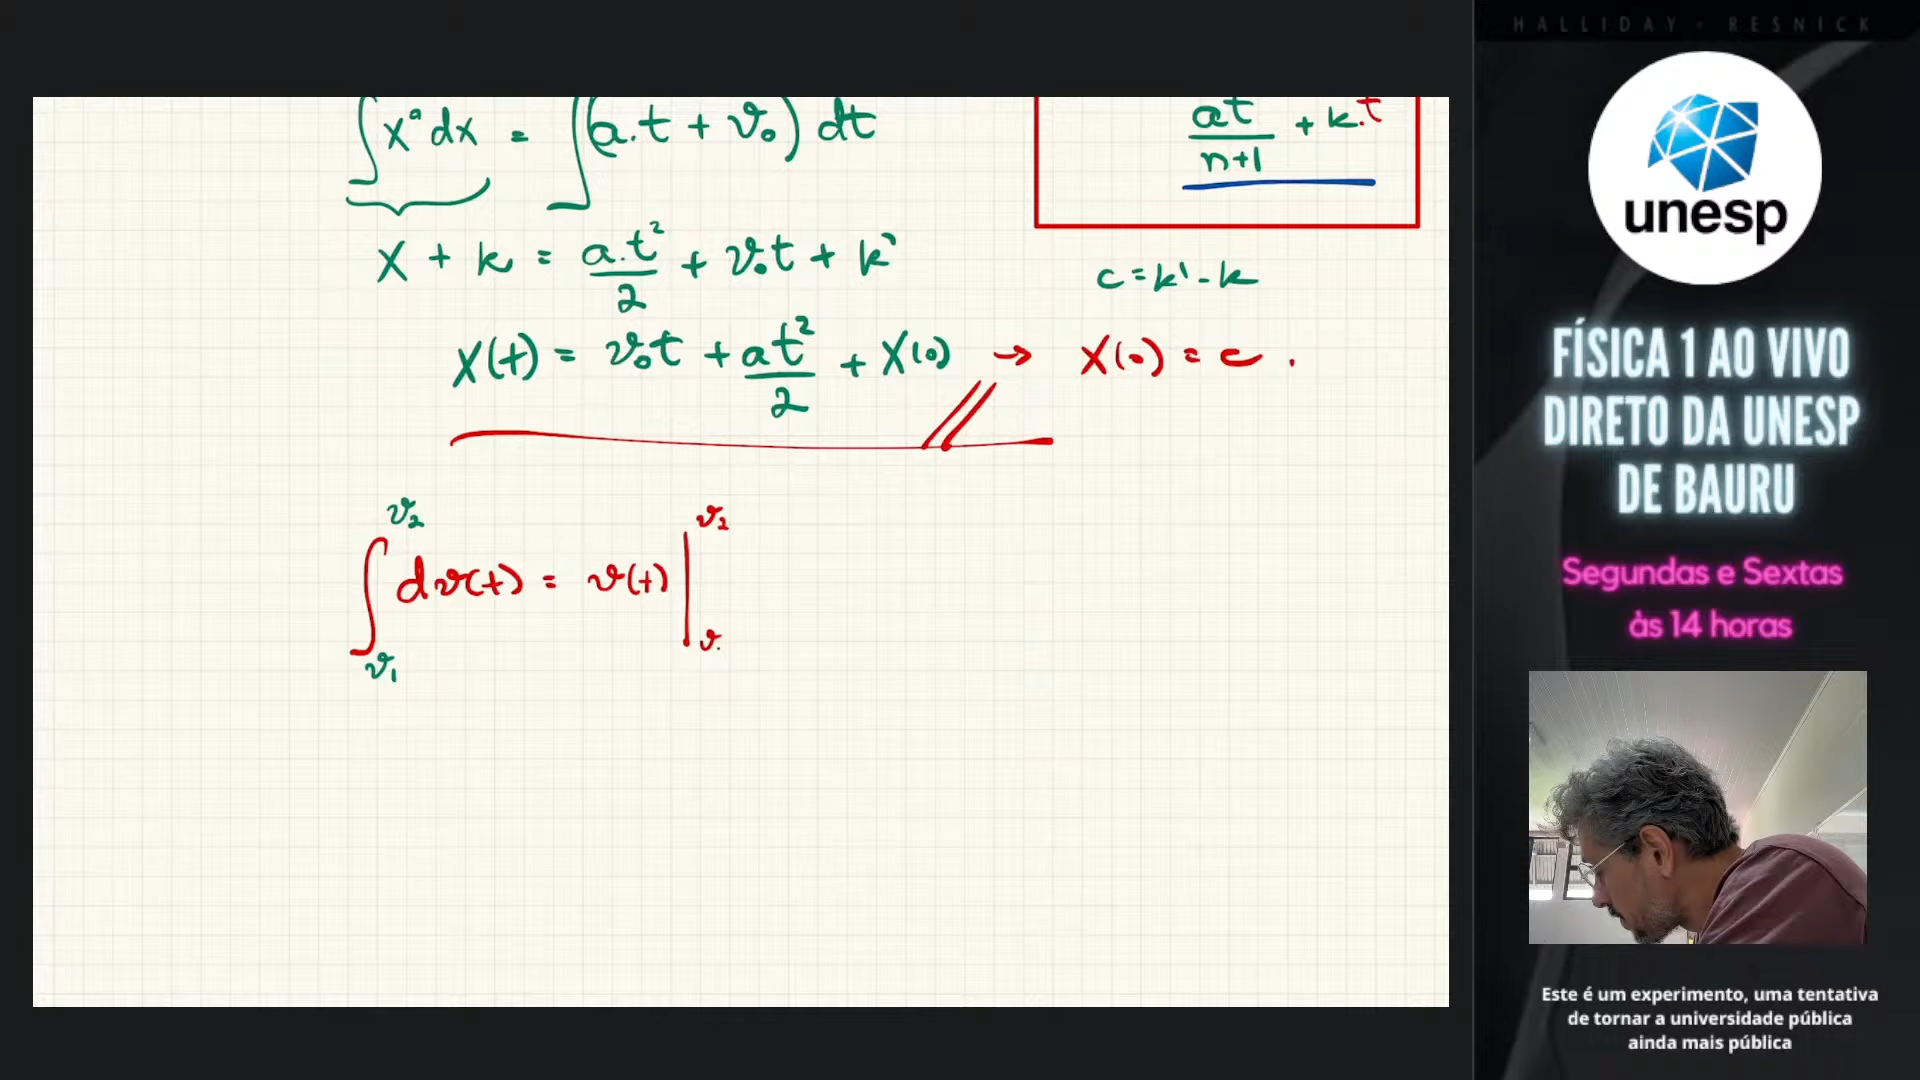 HALLIDAY - RESNICK
∫xᵃdx = ∫(a.t + v₀) dt
at
n+1 + k.t
x + k = a.t²/2 + v₀t + k'
c = k' - k
x(t) = v₀t + at²/2 + x(0) → x(0) = c .
v₂ v₂
∫ dv(t) = v(t) |
v₁ v.
unesp
FÍSICA 1 AO VIVO
DIRETO DA UNESP
DE BAURU
Segundas e Sextas
às 14 horas
Este é um experimento, uma tentativa
de tornar a universidade pública
ainda mais pública